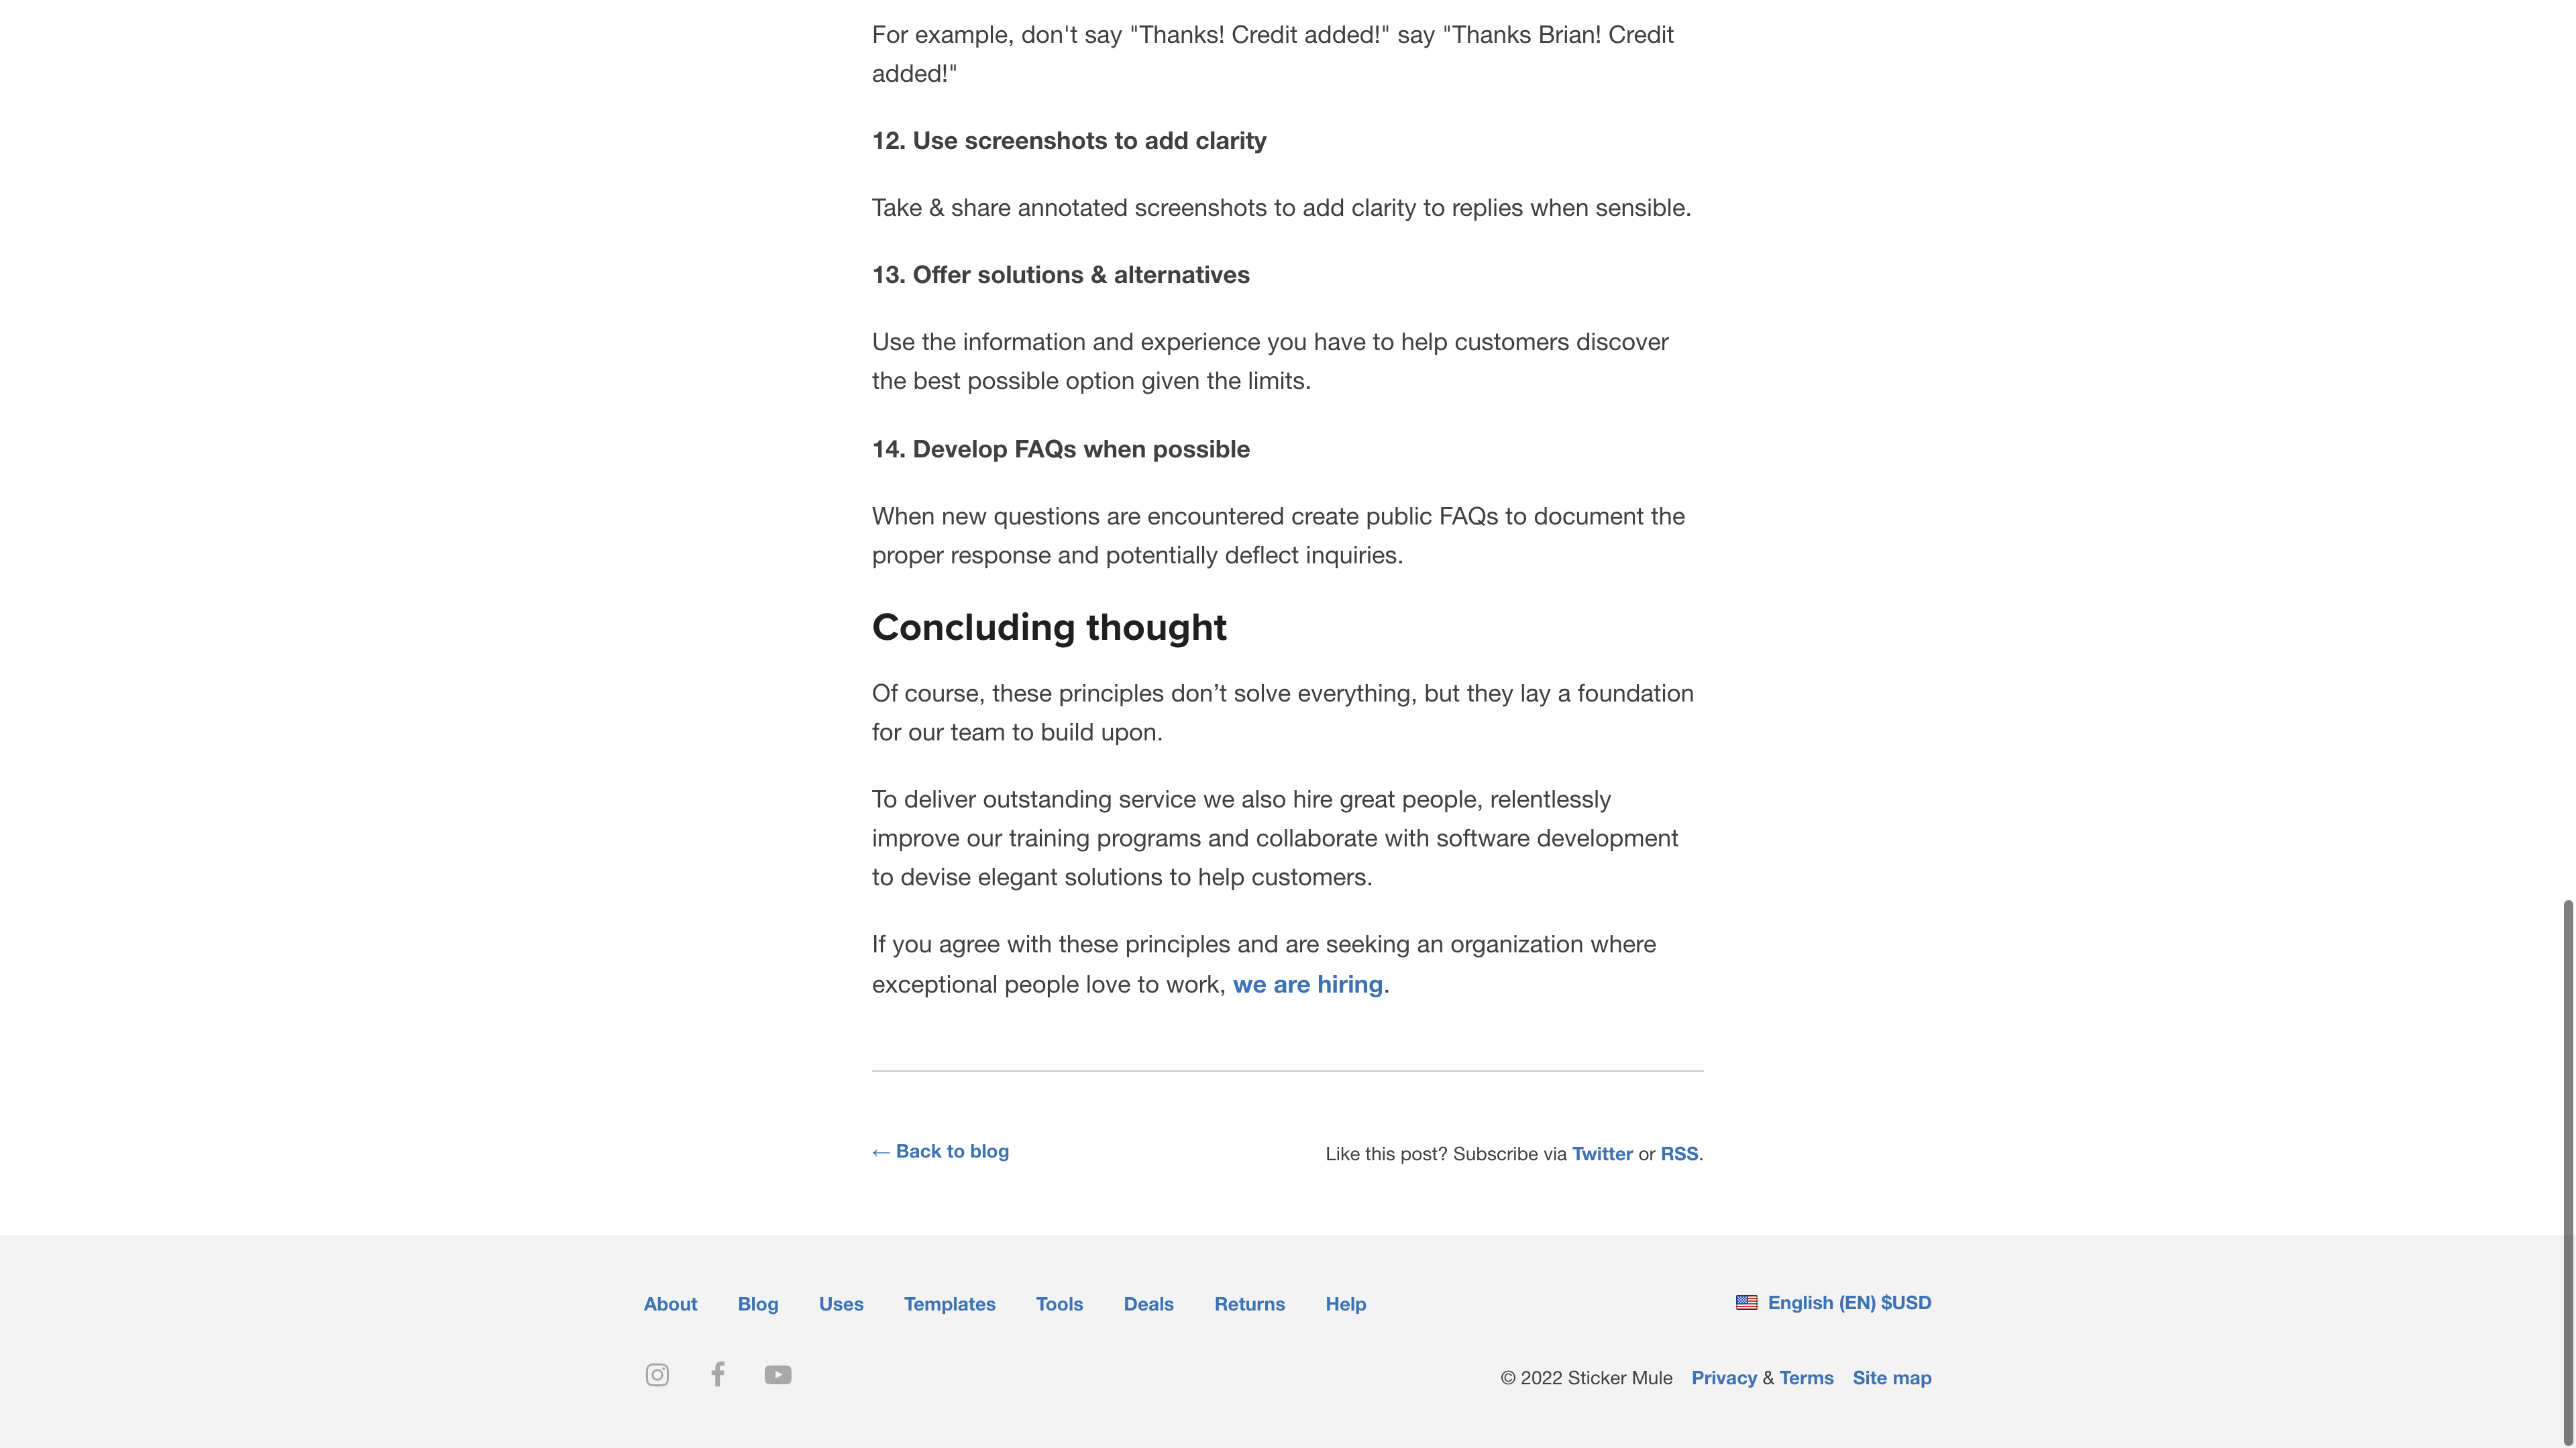 For example, don't say "Thanks! Credit added!" say "Thanks Brian! Credit
added!"
12. Use screenshots to add clarity
Take & share annotated screenshots to add clarity to replies when sensible.
13. Offer solutions & alternatives
Use the information and experience you have to help customers discover
the best possible option given the limits.
14. Develop FAQs when possible
When new questions are encountered create public FAQs to document the
proper response and potentially deflect inquiries.
Concluding thought
Of course, these principles don’t solve everything, but they lay a foundation
for our team to build upon.
To deliver outstanding service we also hire great people, relentlessly
improve our training programs and collaborate with software development
to devise elegant solutions to help customers.
If you agree with these principles and are seeking an organization where
exceptional people love to work, we are hiring.
← Back to blog
Like this post? Subscribe via Twitter or RSS.
About Blog Uses Templates Tools Deals Returns Help
English (EN) $USD
© 2022 Sticker Mule Privacy & Terms Site map